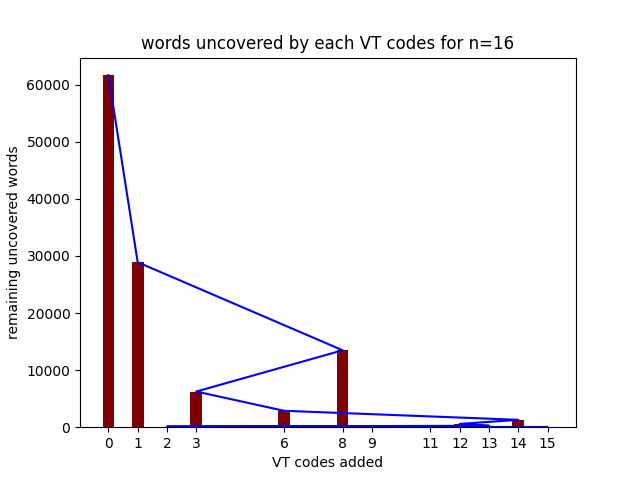 words uncovered by each VT codes for n=16
remaining uncovered words
60000
50000
40000
30000
20000
10000
0
0 1 2 3 6 8 9 11 12 13 14 15
VT codes added